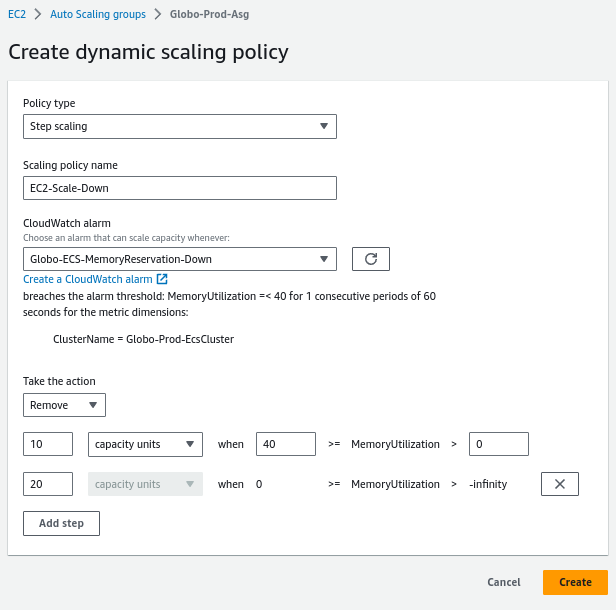 EC2 > Auto Scaling groups > Globo-Prod-Asg
Create dynamic scaling policy
Policy type
Step scaling
Scaling policy name
EC2-Scale-Down
CloudWatch alarm
Choose an alarm that can scale capacity whenever:
Globo-ECS-MemoryReservation-Down
Create a CloudWatch alarm
breaches the alarm threshold: MemoryUtilization =< 40 for 1 consecutive periods of 60
seconds for the metric dimensions:
ClusterName = Globo-Prod-EcsCluster
Take the action
Remove
10 capacity units when 40 >= MemoryUtilization > 0
20 capacity units when 0 >= MemoryUtilization > -infinity
Add step
Cancel Create